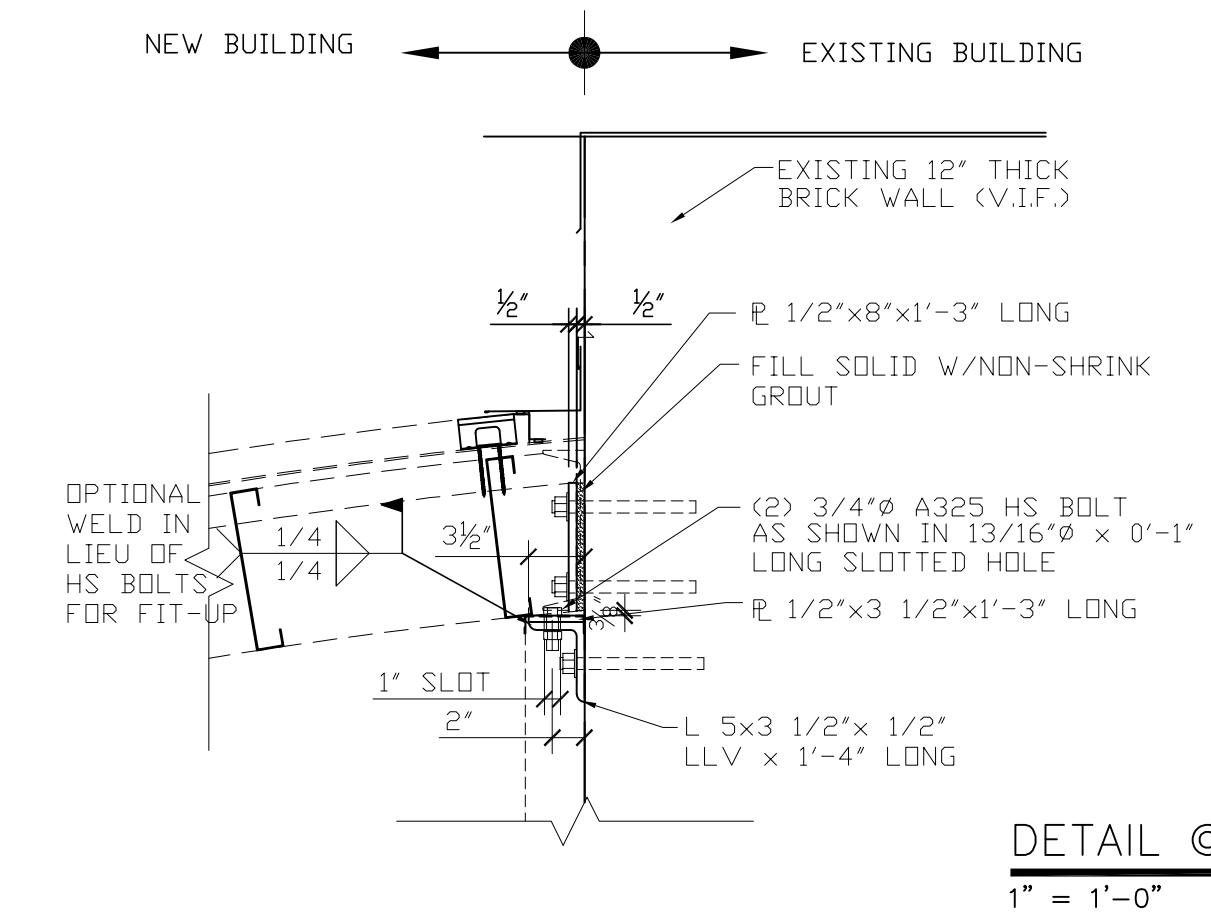 NEW BUILDING
EXISTING BUILDING
EXISTING 12" THICK
BRICK WALL (V.I.F.)
1/2"
1/2"
PL 1/2"x8"x1'-3" LONG
FILL SOLID W/NON-SHRINK
GROUT
OPTIONAL
WELD IN
LIEU OF
HS BOLTS
FOR FIT-UP
1/4
1/4
3 1/2"
(2) 3/4"Ø A325 HS BOLT
AS SHOWN IN 13/16"Ø x 0'-1"
LONG SLOTTED HOLE
3/8"
PL 1/2"x3 1/2"x1'-3" LONG
1" SLOT
2"
L 5x3 1/2"x 1/2"
LLV x 1'-4" LONG
DETAIL
1" = 1'-0"